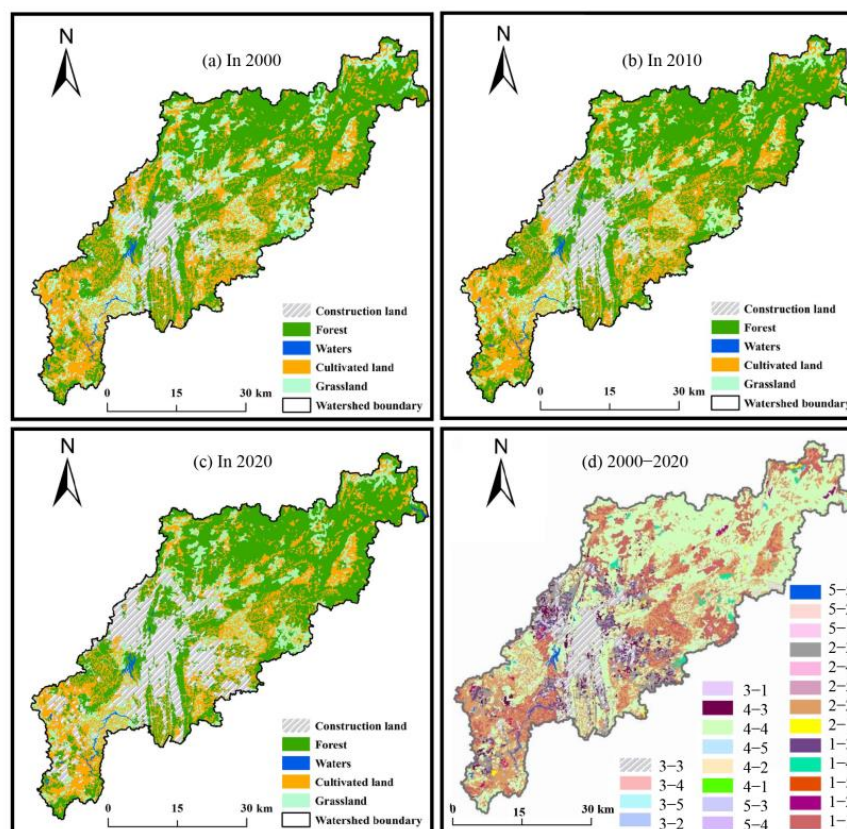 N
(a) In 2000
Construction land
Forest
Waters
Cultivated land
Grassland
Watershed boundary
0 15 30 km
N
(b) In 2010
Construction land
Forest
Waters
Cultivated land
Grassland
Watershed boundary
0 15 30 km
N
(c) In 2020
Construction land
Forest
Waters
Cultivated land
Grassland
Watershed boundary
0 15 30 km
N
(d) 2000−2020
3−3
3−4
3−5
3−2
3−1
4−3
4−4
4−5
4−2
4−1
5−3
5−4
0 15 30 km